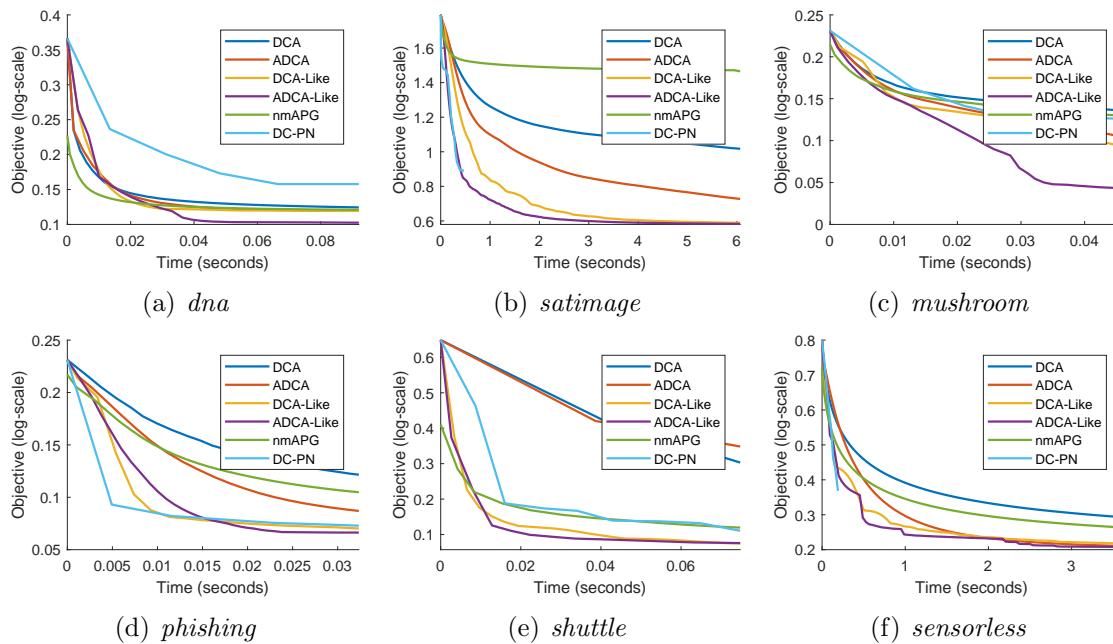 0.4
0.35
0.3
0.25
0.2
0.15
0.1
Objective (log-scale)
0 0.02 0.04 0.06 0.08
Time (seconds)
DCA
ADCA
DCA-Like
ADCA-Like
nmAPG
DC-PN
(a) dna
1.6
1.4
1.2
1
0.8
0.6
Objective (log-scale)
0 1 2 3 4 5 6
Time (seconds)
DCA
ADCA
DCA-Like
ADCA-Like
nmAPG
DC-PN
(b) satimage
0.25
0.2
0.15
0.1
0.05
0
Objective (log-scale)
0 0.01 0.02 0.03 0.04
Time (seconds)
DCA
ADCA
DCA-Like
ADCA-Like
nmAPG
DC-PN
(c) mushroom
0.25
0.2
0.15
0.1
0.05
Objective (log-scale)
0 0.005 0.01 0.015 0.02 0.025 0.03
Time (seconds)
DCA
ADCA
DCA-Like
ADCA-Like
nmAPG
DC-PN
(d) phishing
0.6
0.5
0.4
0.3
0.2
0.1
Objective (log-scale)
0 0.02 0.04 0.06
Time (seconds)
DCA
ADCA
DCA-Like
ADCA-Like
nmAPG
DC-PN
(e) shuttle
0.8
0.7
0.6
0.5
0.4
0.3
0.2
Objective (log-scale)
0 1 2 3
Time (seconds)
DCA
ADCA
DCA-Like
ADCA-Like
nmAPG
DC-PN
(f) sensorless